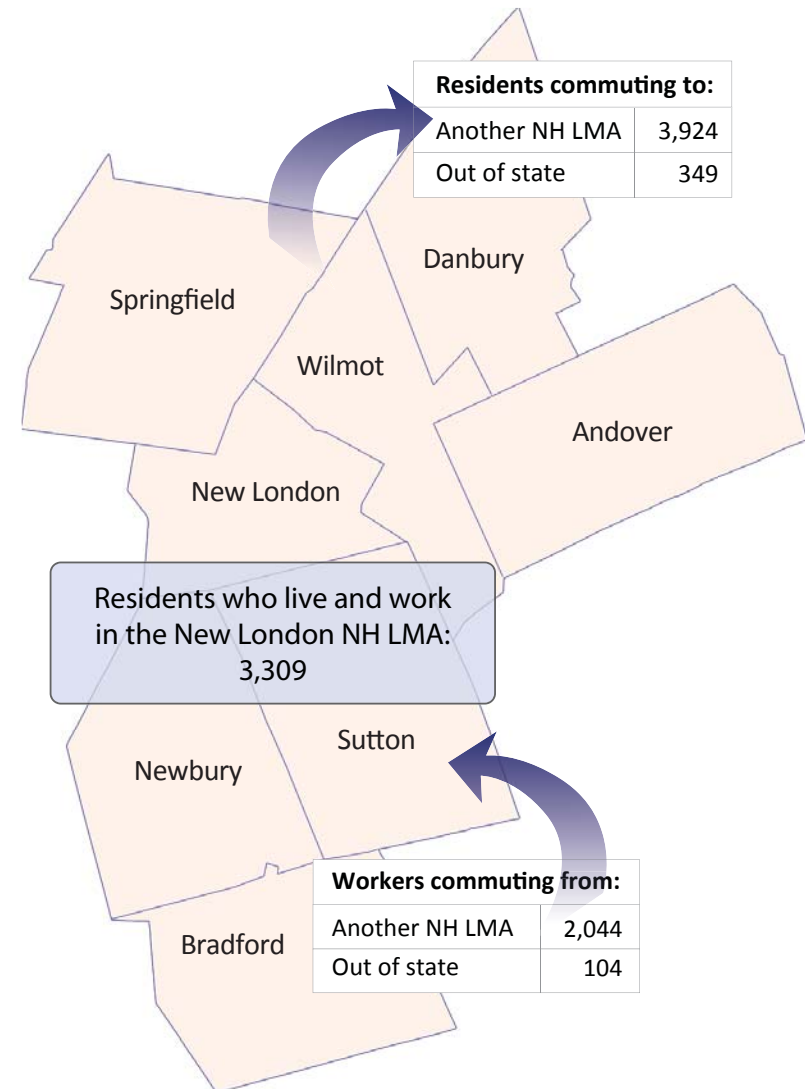 Residents commuting to:
Another NH LMA 3,924
Out of state 349
Danbury
Springfield
Wilmot
Andover
New London
Residents who live and work
in the New London NH LMA:
3,309
Sutton
Newbury
Workers commuting from:
Another NH LMA 2,044
Bradford
Out of state 104